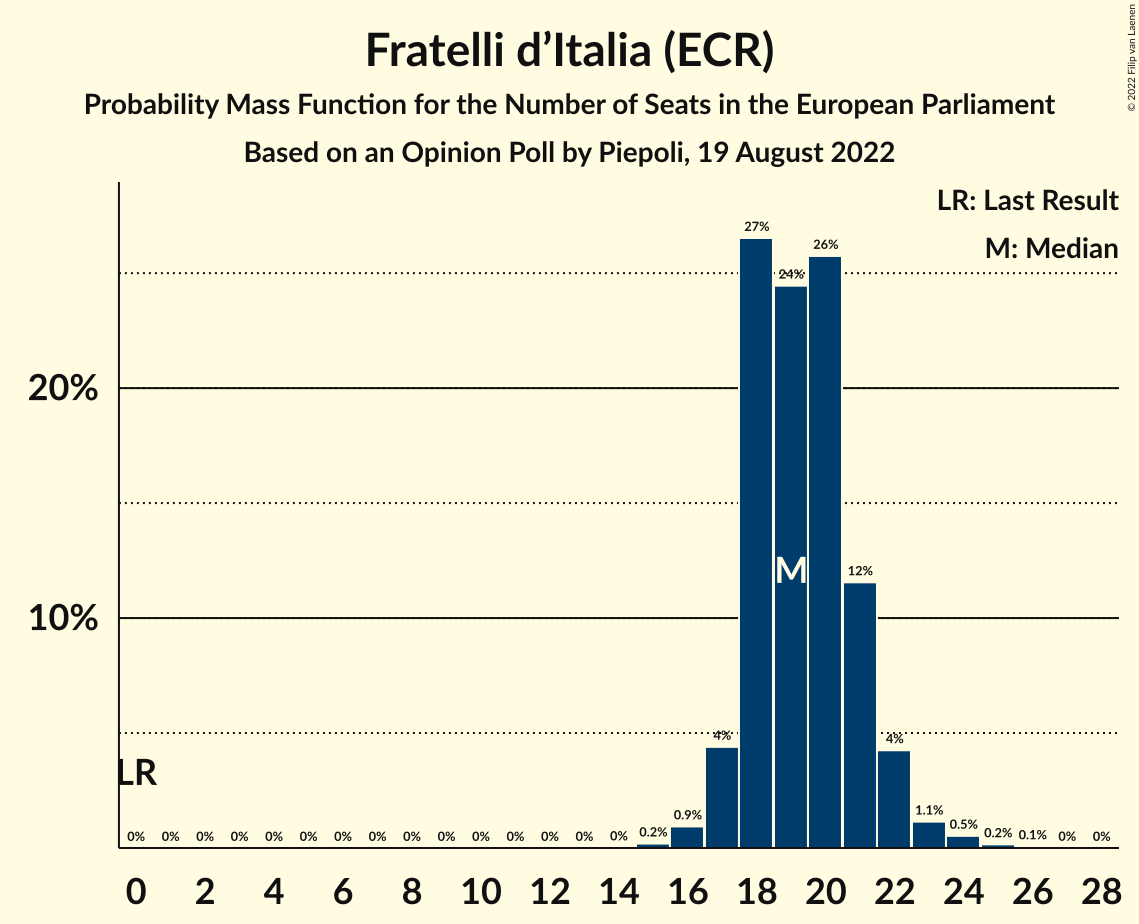 Fratelli d’Italia (ECR)
Probability Mass Function for the Number of Seats in the European Parliament
Based on an Opinion Poll by Piepoli, 19 August 2022
© 2022 Filip van Laenen
LR: Last Result
M: Median
20%
10%
27%
24%
26%
12%
4%
4%
M
LR
0% 0% 0% 0% 0% 0% 0% 0% 0% 0% 0% 0% 0% 0% 0% 0.2% 0.9% 1.1% 0.5% 0.2% 0.1% 0% 0%
0 2 4 6 8 10 12 14 16 18 20 22 24 26 28